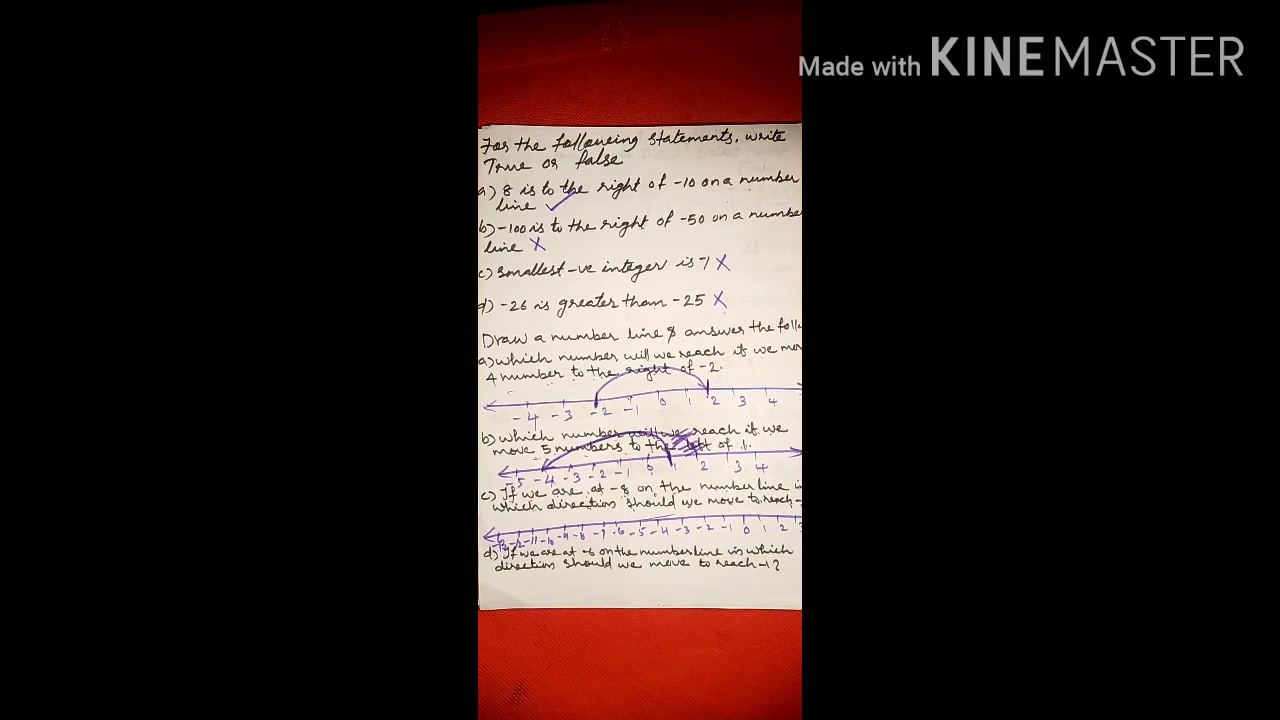 Made with KINEMASTER
For the following statements, write
True or false
a) 8 is to the right of -10 on a number
line ✓
b) -100 is to the right of -50 on a number
line X
c) smallest -ve integer is -1 X
d) -26 is greater than -25 X
Draw a number line & answer the foll
a) which number will we reach if we mo
4 number to the right of -2.
-4 -3 -2 -1 0 1 2 3 4
b) which number will we reach if we
move 5 numbers to the left of 1.
-5 -4 -3 -2 -1 0 2 3 4
c) If we are at -8 on the number line i
which direction should we move to reach -
-13 -12 -11 -10 -9 -8 -7 -6 -5 -4 -3 -2 -1 0 1 2 3
d) If we are at -6 on the number line in which
direction should we move to reach -1?